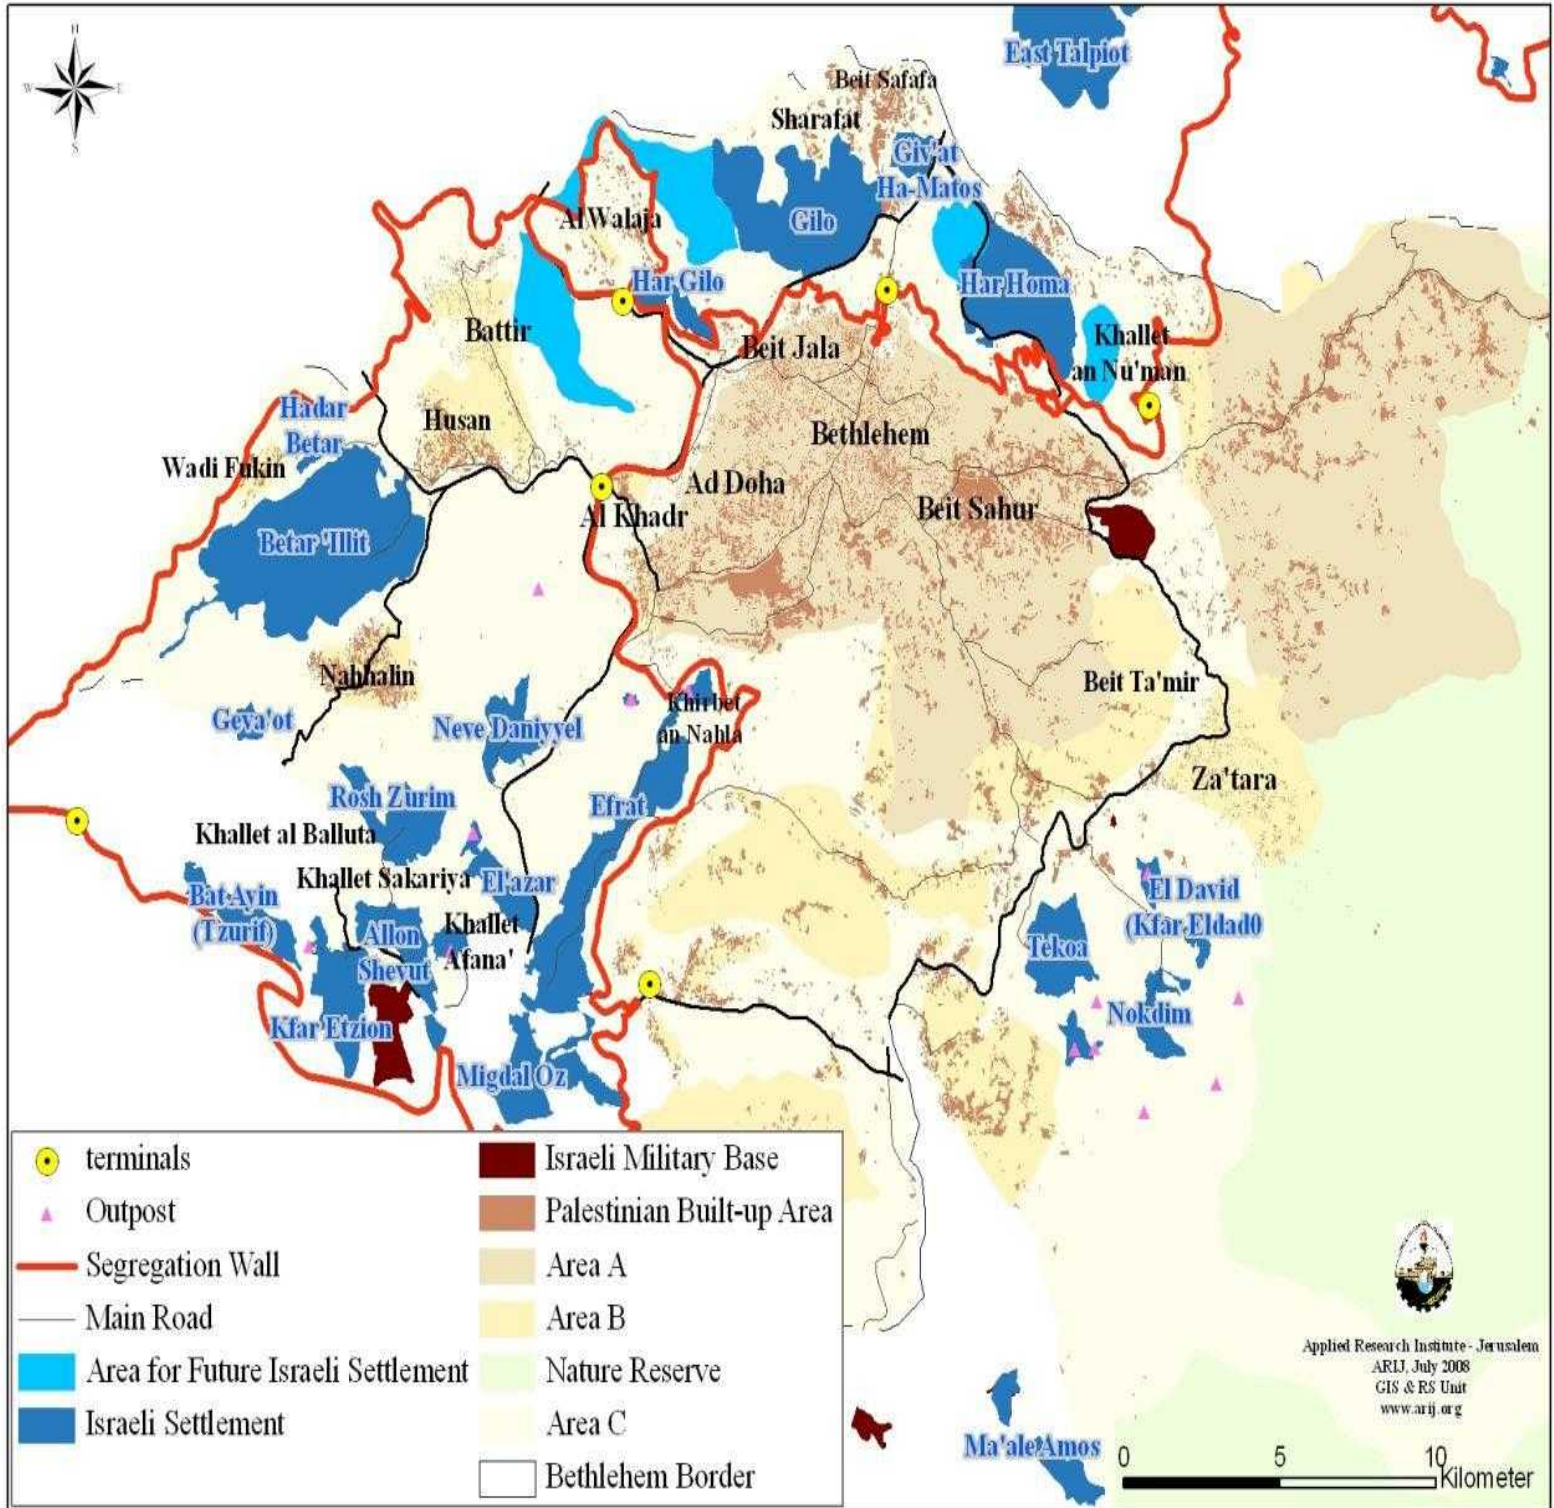 N
W
E
S
East Talpiot
Beit Safafa
Sharafat
Giv'at
Ha-Matos
Al Walaja
Gilo
Har Gilo
Har Homa
Battir
Beit Jala
Khallet
an Nu'man
Hadar
Betar
Husan
Bethlehem
Wadi Fukin
Ad Doha
Beit Sahur
Al Khadr
Betar 'Illit
Nahhalin
Beit Ta'mir
Geva'ot
Neve Daniyyel
Khirbet
an Nahla
Za'tara
Rosh Zurim
Efrat
Khallet al Balluta
Khallet Sakariya
El'azar
Bat Ayin
(Tzurif)
El David
(Kfar Eldad0
Allon
Shevut
Khallet
Afana'
Tekoa
Kfar Etzion
Nokdim
Migdal Oz
terminals
Outpost
Segregation Wall
Main Road
Area for Future Israeli Settlement
Israeli Settlement
Israeli Military Base
Palestinian Built-up Area
Area A
Area B
Nature Reserve
Area C
Bethlehem Border
Applied Research Institute - Jerusalem
ARIJ, July 2008
GIS & RS Unit
www.arij.org
Ma'ale Amos
0 5 10
Kilometer